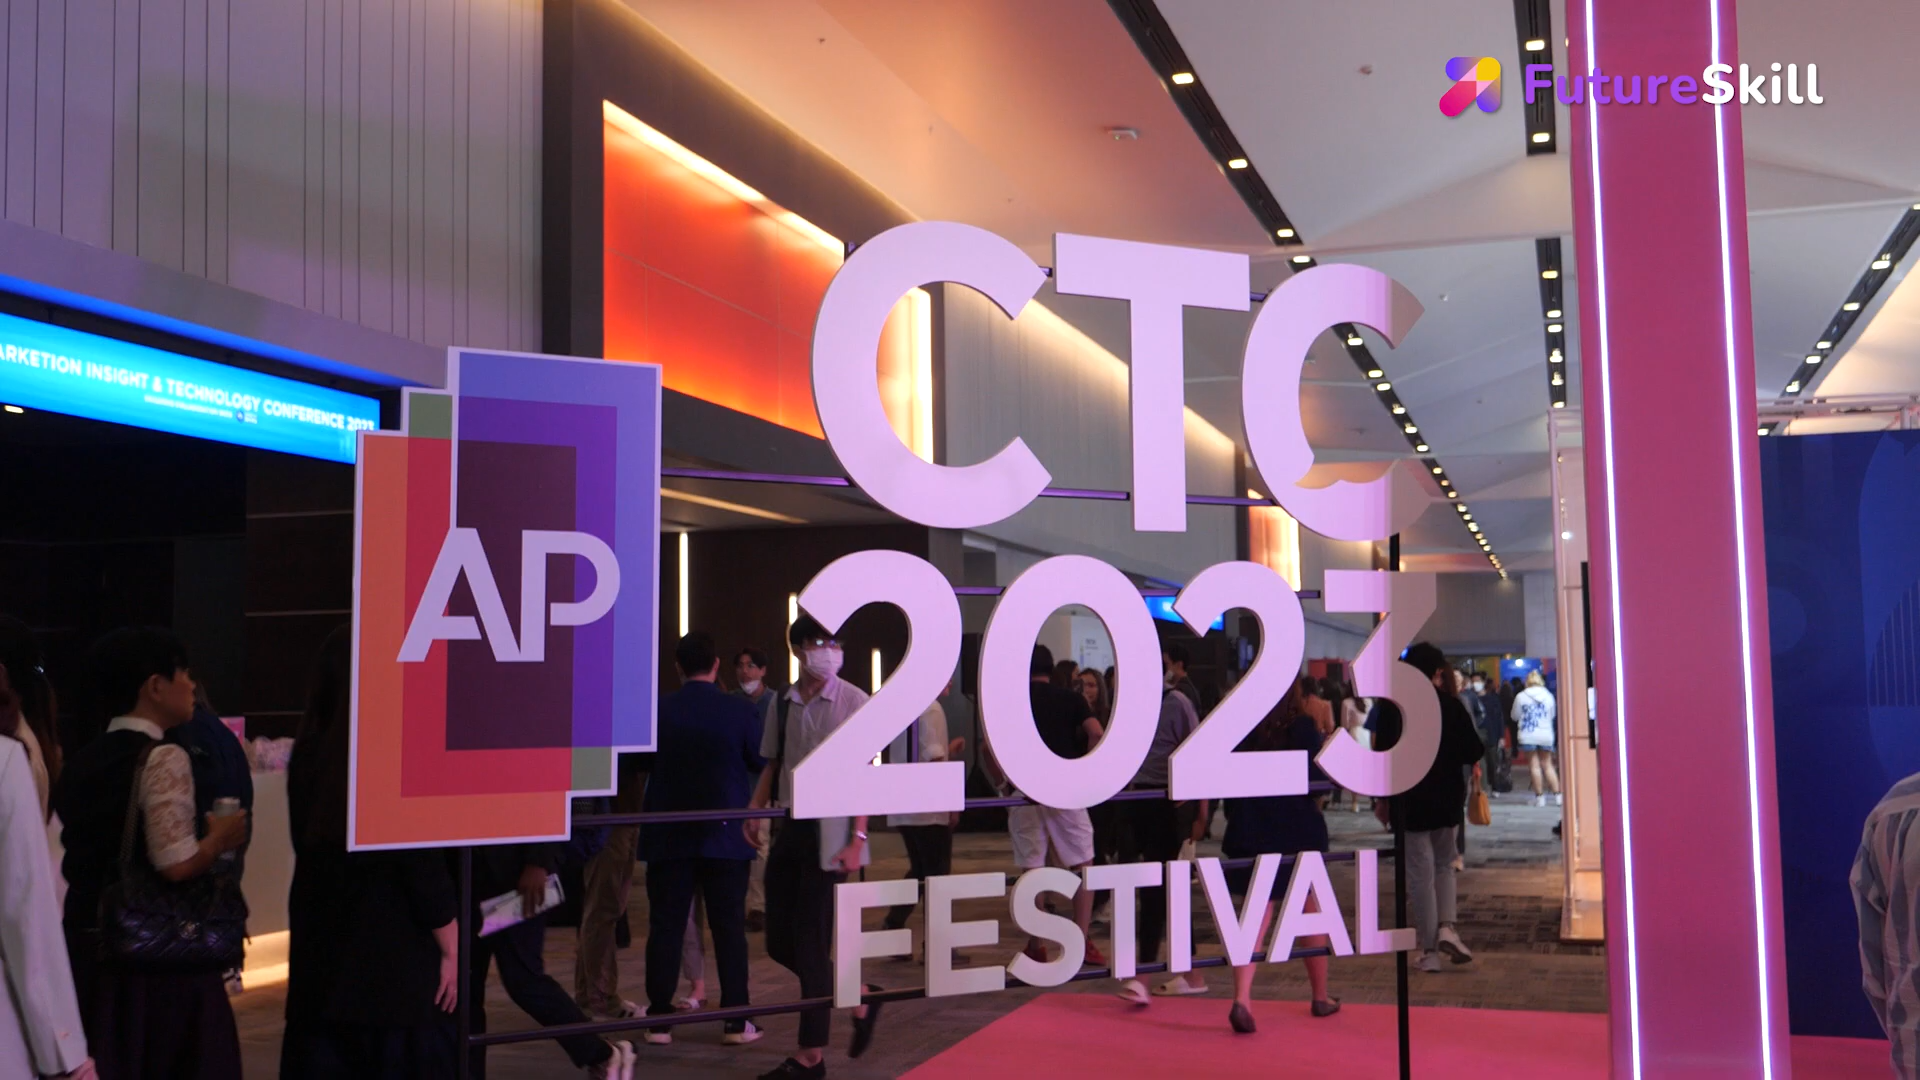 FutureSkill
ARKETION INSIGHT & TECHNOLOGY CONFERENCE 2023
AP
CTC
2023
FESTIVAL